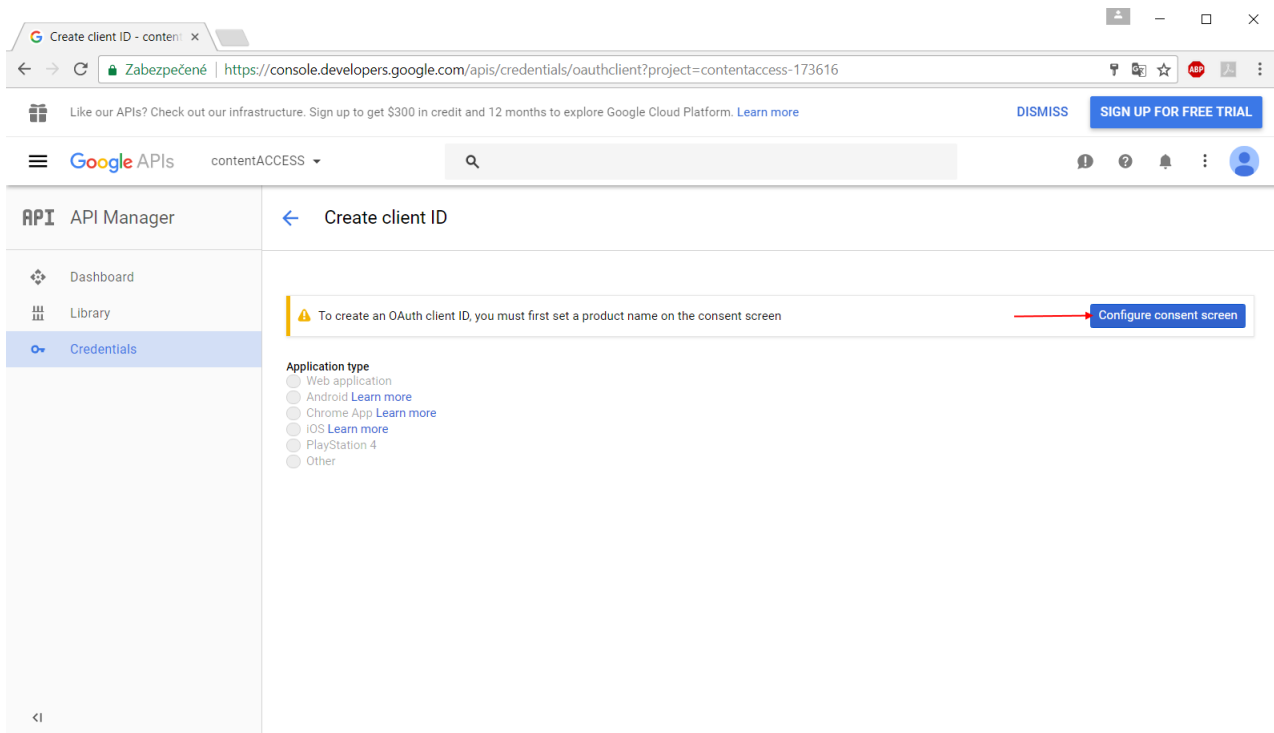 Create client ID - conten
Zabezpečené | https://console.developers.google.com/apis/credentials/oauthclient?project=contentaccess-173616
ABP
Like our APIs? Check out our infrastructure. Sign up to get $300 in credit and 12 months to explore Google Cloud Platform. Learn more
DISMISS
SIGN UP FOR FREE TRIAL
Google APIs
contentACCESS
API API Manager
Create client ID
Dashboard
Library
Credentials
To create an OAuth client ID, you must first set a product name on the consent screen
Configure consent screen
Application type
Web application
Android Learn more
Chrome App Learn more
iOS Learn more
PlayStation 4
Other